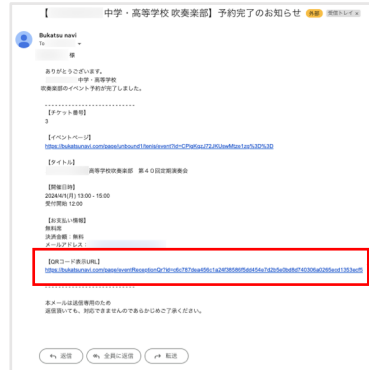 【 中学・高等学校 吹奏楽部】予約完了のお知らせ 外部 受信トレイ×
Bukatsu navi
To
様
ありがとうございます。
中学・高等学校
吹奏楽部のイベント予約が完了しました。
---------------------------
【チケット番号】
3
【イベントページ】
【タイトル】
高等学校吹奏楽部 第４０回定期演奏会
【開催日時】
2024/4/1(月) 13:00 - 15:00
受付開始 12:00
【お支払い情報】
無料席
決済金額：無料
メールアドレス：
【QRコード表示URL】
---------------------------
本メールは送信専用のため
返信頂いても、対応できませんのであらかじめご了承ください。
返信 全員に返信 転送